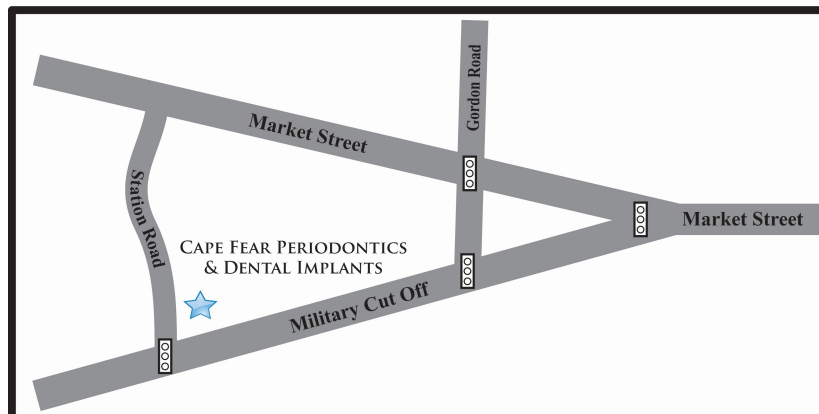 Gordon Road
Market Street
Market Street
Station Road
CAPE FEAR PERIODONTICS
& DENTAL IMPLANTS
Military Cut Off